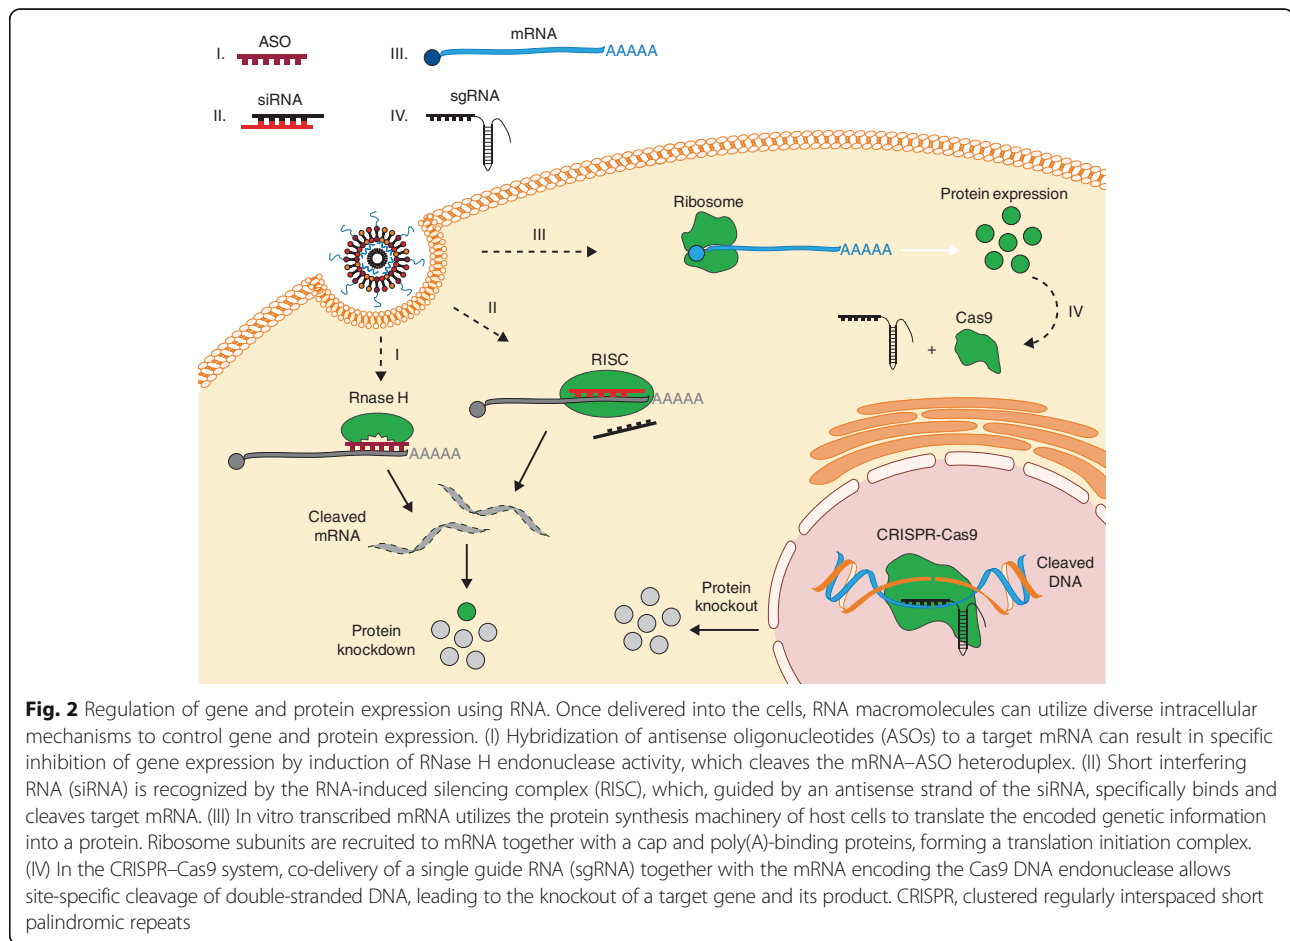 I.
ASO
III.
mRNA
AAAAA
II.
siRNA
IV.
sgRNA
Ribosome
Protein expression
III
AAAAA
II
IV
Cas9
+
I
RISC
AAAAA
Rnase H
AAAAA
Cleaved
mRNA
CRISPR-Cas9
Cleaved
DNA
Protein
knockout
Protein
knockdown
Fig. 2 Regulation of gene and protein expression using RNA. Once delivered into the cells, RNA macromolecules can utilize diverse intracellular
mechanisms to control gene and protein expression. (I) Hybridization of antisense oligonucleotides (ASOs) to a target mRNA can result in specific
inhibition of gene expression by induction of RNase H endonuclease activity, which cleaves the mRNA–ASO heteroduplex. (II) Short interfering
RNA (siRNA) is recognized by the RNA-induced silencing complex (RISC), which, guided by an antisense strand of the siRNA, specifically binds and
cleaves target mRNA. (III) In vitro transcribed mRNA utilizes the protein synthesis machinery of host cells to translate the encoded genetic information
into a protein. Ribosome subunits are recruited to mRNA together with a cap and poly(A)-binding proteins, forming a translation initiation complex.
(IV) In the CRISPR–Cas9 system, co-delivery of a single guide RNA (sgRNA) together with the mRNA encoding the Cas9 DNA endonuclease allows
site-specific cleavage of double-stranded DNA, leading to the knockout of a target gene and its product. CRISPR, clustered regularly interspaced short
palindromic repeats